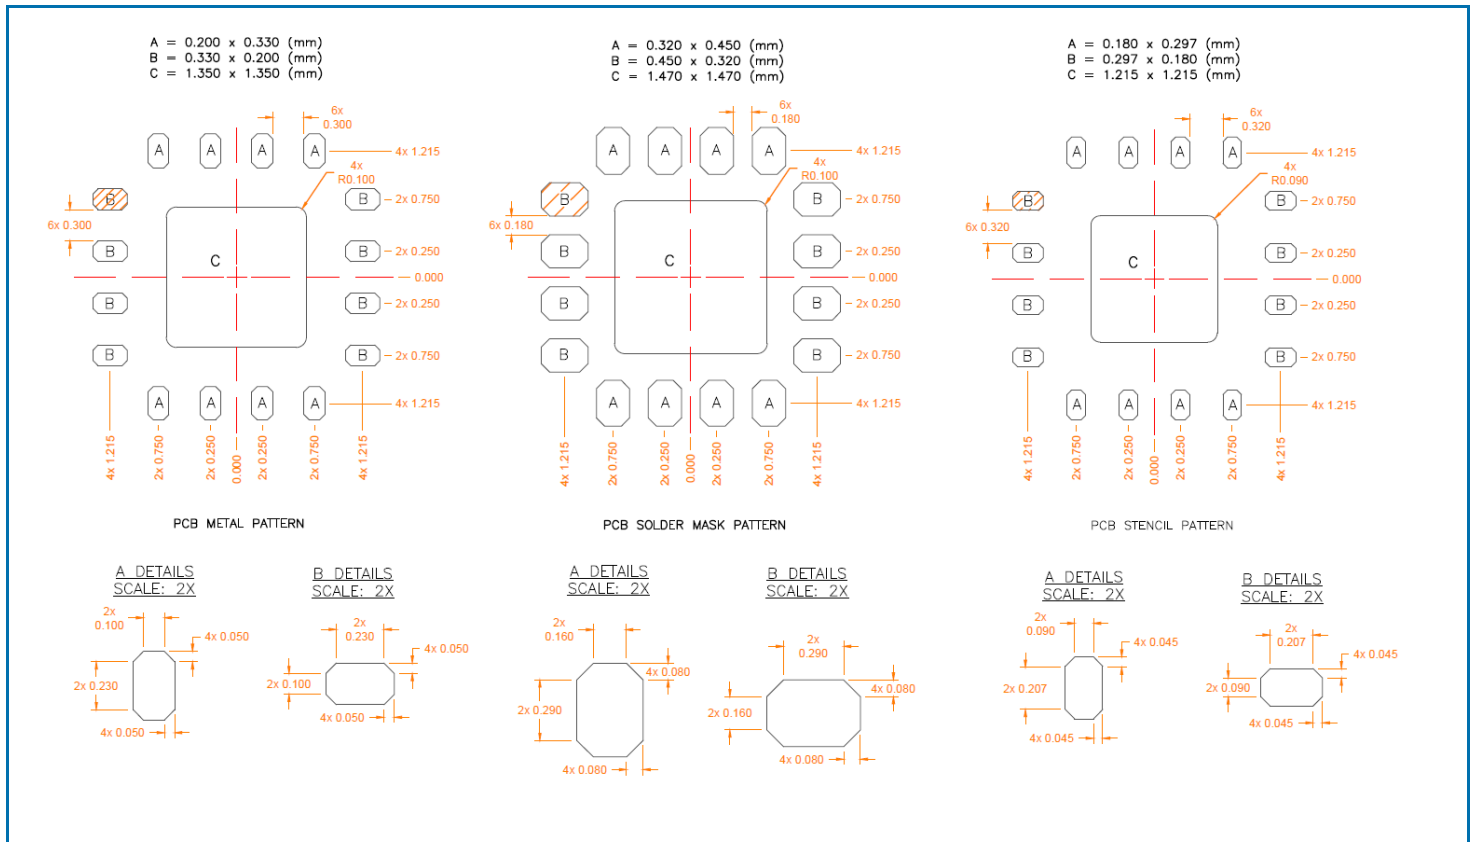 A = 0.200 x 0.330 (mm)
B = 0.330 x 0.200 (mm)
C = 1.350 x 1.350 (mm)
6x
0.300
A
A
A
A
4x 1.215
4x
R0.100
B
B
2x 0.750
6x 0.300
B
B
2x 0.250
C
0.000
B
B
2x 0.250
B
B
2x 0.750
A
A
A
A
4x 1.215
4x 1.215
2x 0.750
2x 0.250
0.000
2x 0.250
2x 0.750
4x 1.215
PCB METAL PATTERN
A = 0.320 x 0.450 (mm)
B = 0.450 x 0.320 (mm)
C = 1.470 x 1.470 (mm)
6x
0.180
A
A
A
A
4x 1.215
4x
R0.100
B
B
2x 0.750
6x 0.180
B
B
2x 0.250
C
0.000
B
B
2x 0.250
B
B
2x 0.750
A
A
A
A
4x 1.215
4x 1.215
2x 0.750
2x 0.250
0.000
2x 0.250
2x 0.750
4x 1.215
PCB SOLDER MASK PATTERN
A = 0.180 x 0.297 (mm)
B = 0.297 x 0.180 (mm)
C = 1.215 x 1.215 (mm)
6x
0.320
A
A
A
A
4x 1.215
4x
R0.090
B
B
2x 0.750
6x 0.320
B
B
2x 0.250
C
0.000
B
B
2x 0.250
B
B
2x 0.750
A
A
A
A
4x 1.215
4x 1.215
2x 0.750
2x 0.250
0.000
2x 0.250
2x 0.750
4x 1.215
PCB STENCIL PATTERN
A DETAILS
SCALE: 2X
2x
0.100
4x 0.050
2x 0.230
4x 0.050
B DETAILS
SCALE: 2X
2x
0.230
4x 0.050
2x 0.100
4x 0.050
A DETAILS
SCALE: 2X
2x
0.160
4x 0.080
2x 0.290
4x 0.080
B DETAILS
SCALE: 2X
2x
0.290
4x 0.080
2x 0.160
4x 0.080
A DETAILS
SCALE: 2X
2x
0.090
4x 0.045
2x 0.207
4x 0.045
B DETAILS
SCALE: 2X
2x
0.207
4x 0.045
2x 0.090
4x 0.045